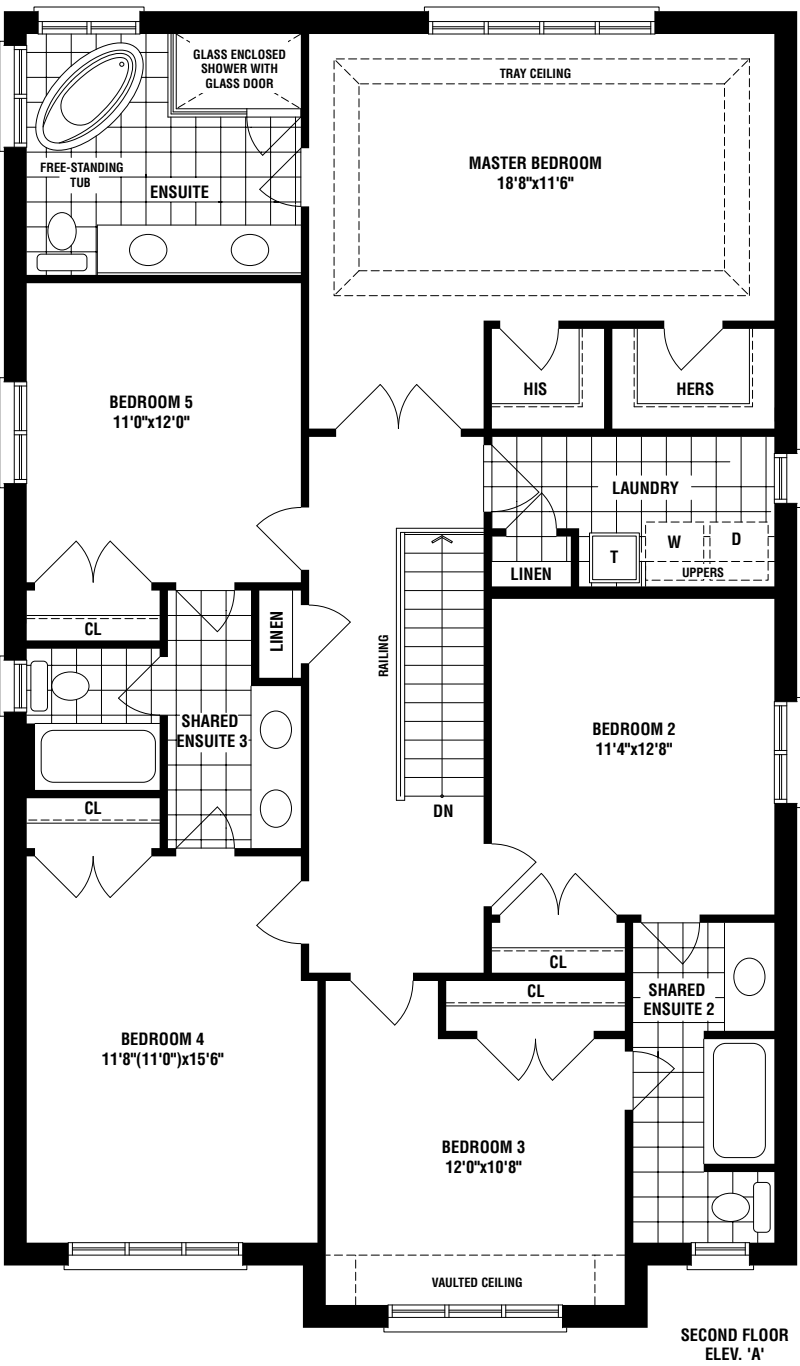 GLASS ENCLOSED
SHOWER WITH
GLASS DOOR
TRAY CEILING
MASTER BEDROOM
18'8"x11'6"
FREE-STANDING
TUB
ENSUITE
HIS
HERS
BEDROOM 5
11'0"x12'0"
LAUNDRY
T
W
D
UPPERS
LINEN
CL
LINEN
RAILING
SHARED
ENSUITE 3
BEDROOM 2
11'4"x12'8"
CL
DN
CL
CL
SHARED
ENSUITE 2
BEDROOM 4
11'8"(11'0")x15'6"
BEDROOM 3
12'0"x10'8"
VAULTED CEILING
SECOND FLOOR
ELEV. 'A'